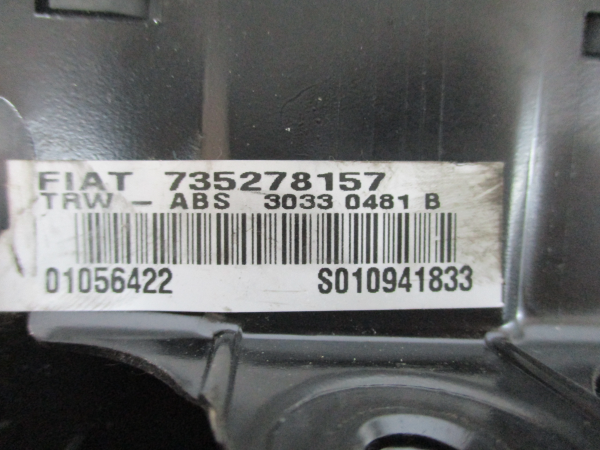 FIAT 735278157
TRW - ABS 3033 0481 B
01056422 S010941833